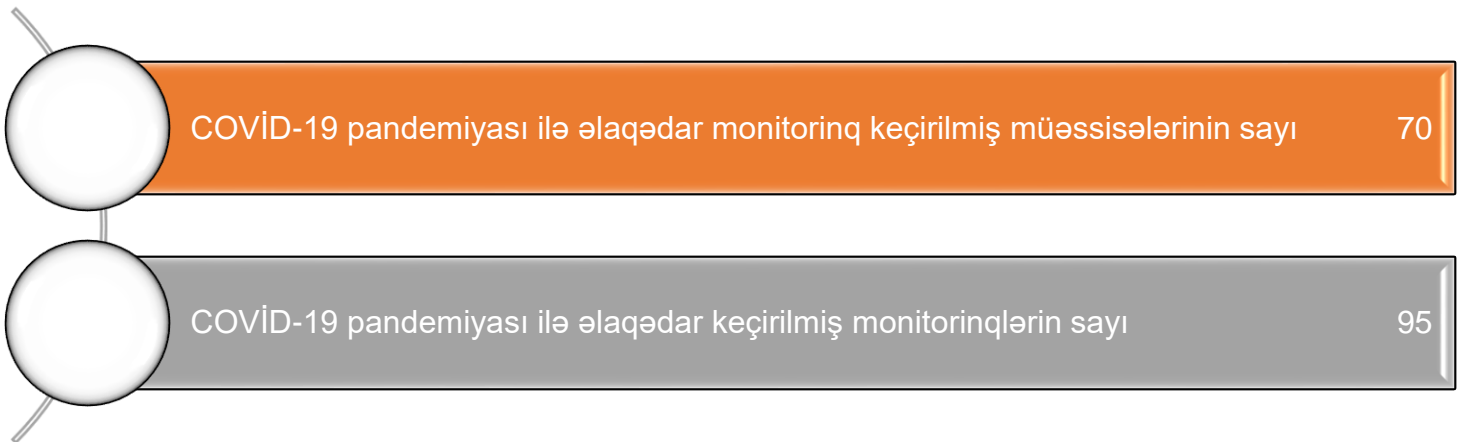 COVİD-19 pandemiyası ilə əlaqədar monitorinq keçirilmiş müəssisələrinin sayı 70
COVİD-19 pandemiyası ilə əlaqədar keçirilmiş monitorinqlərin sayı 95